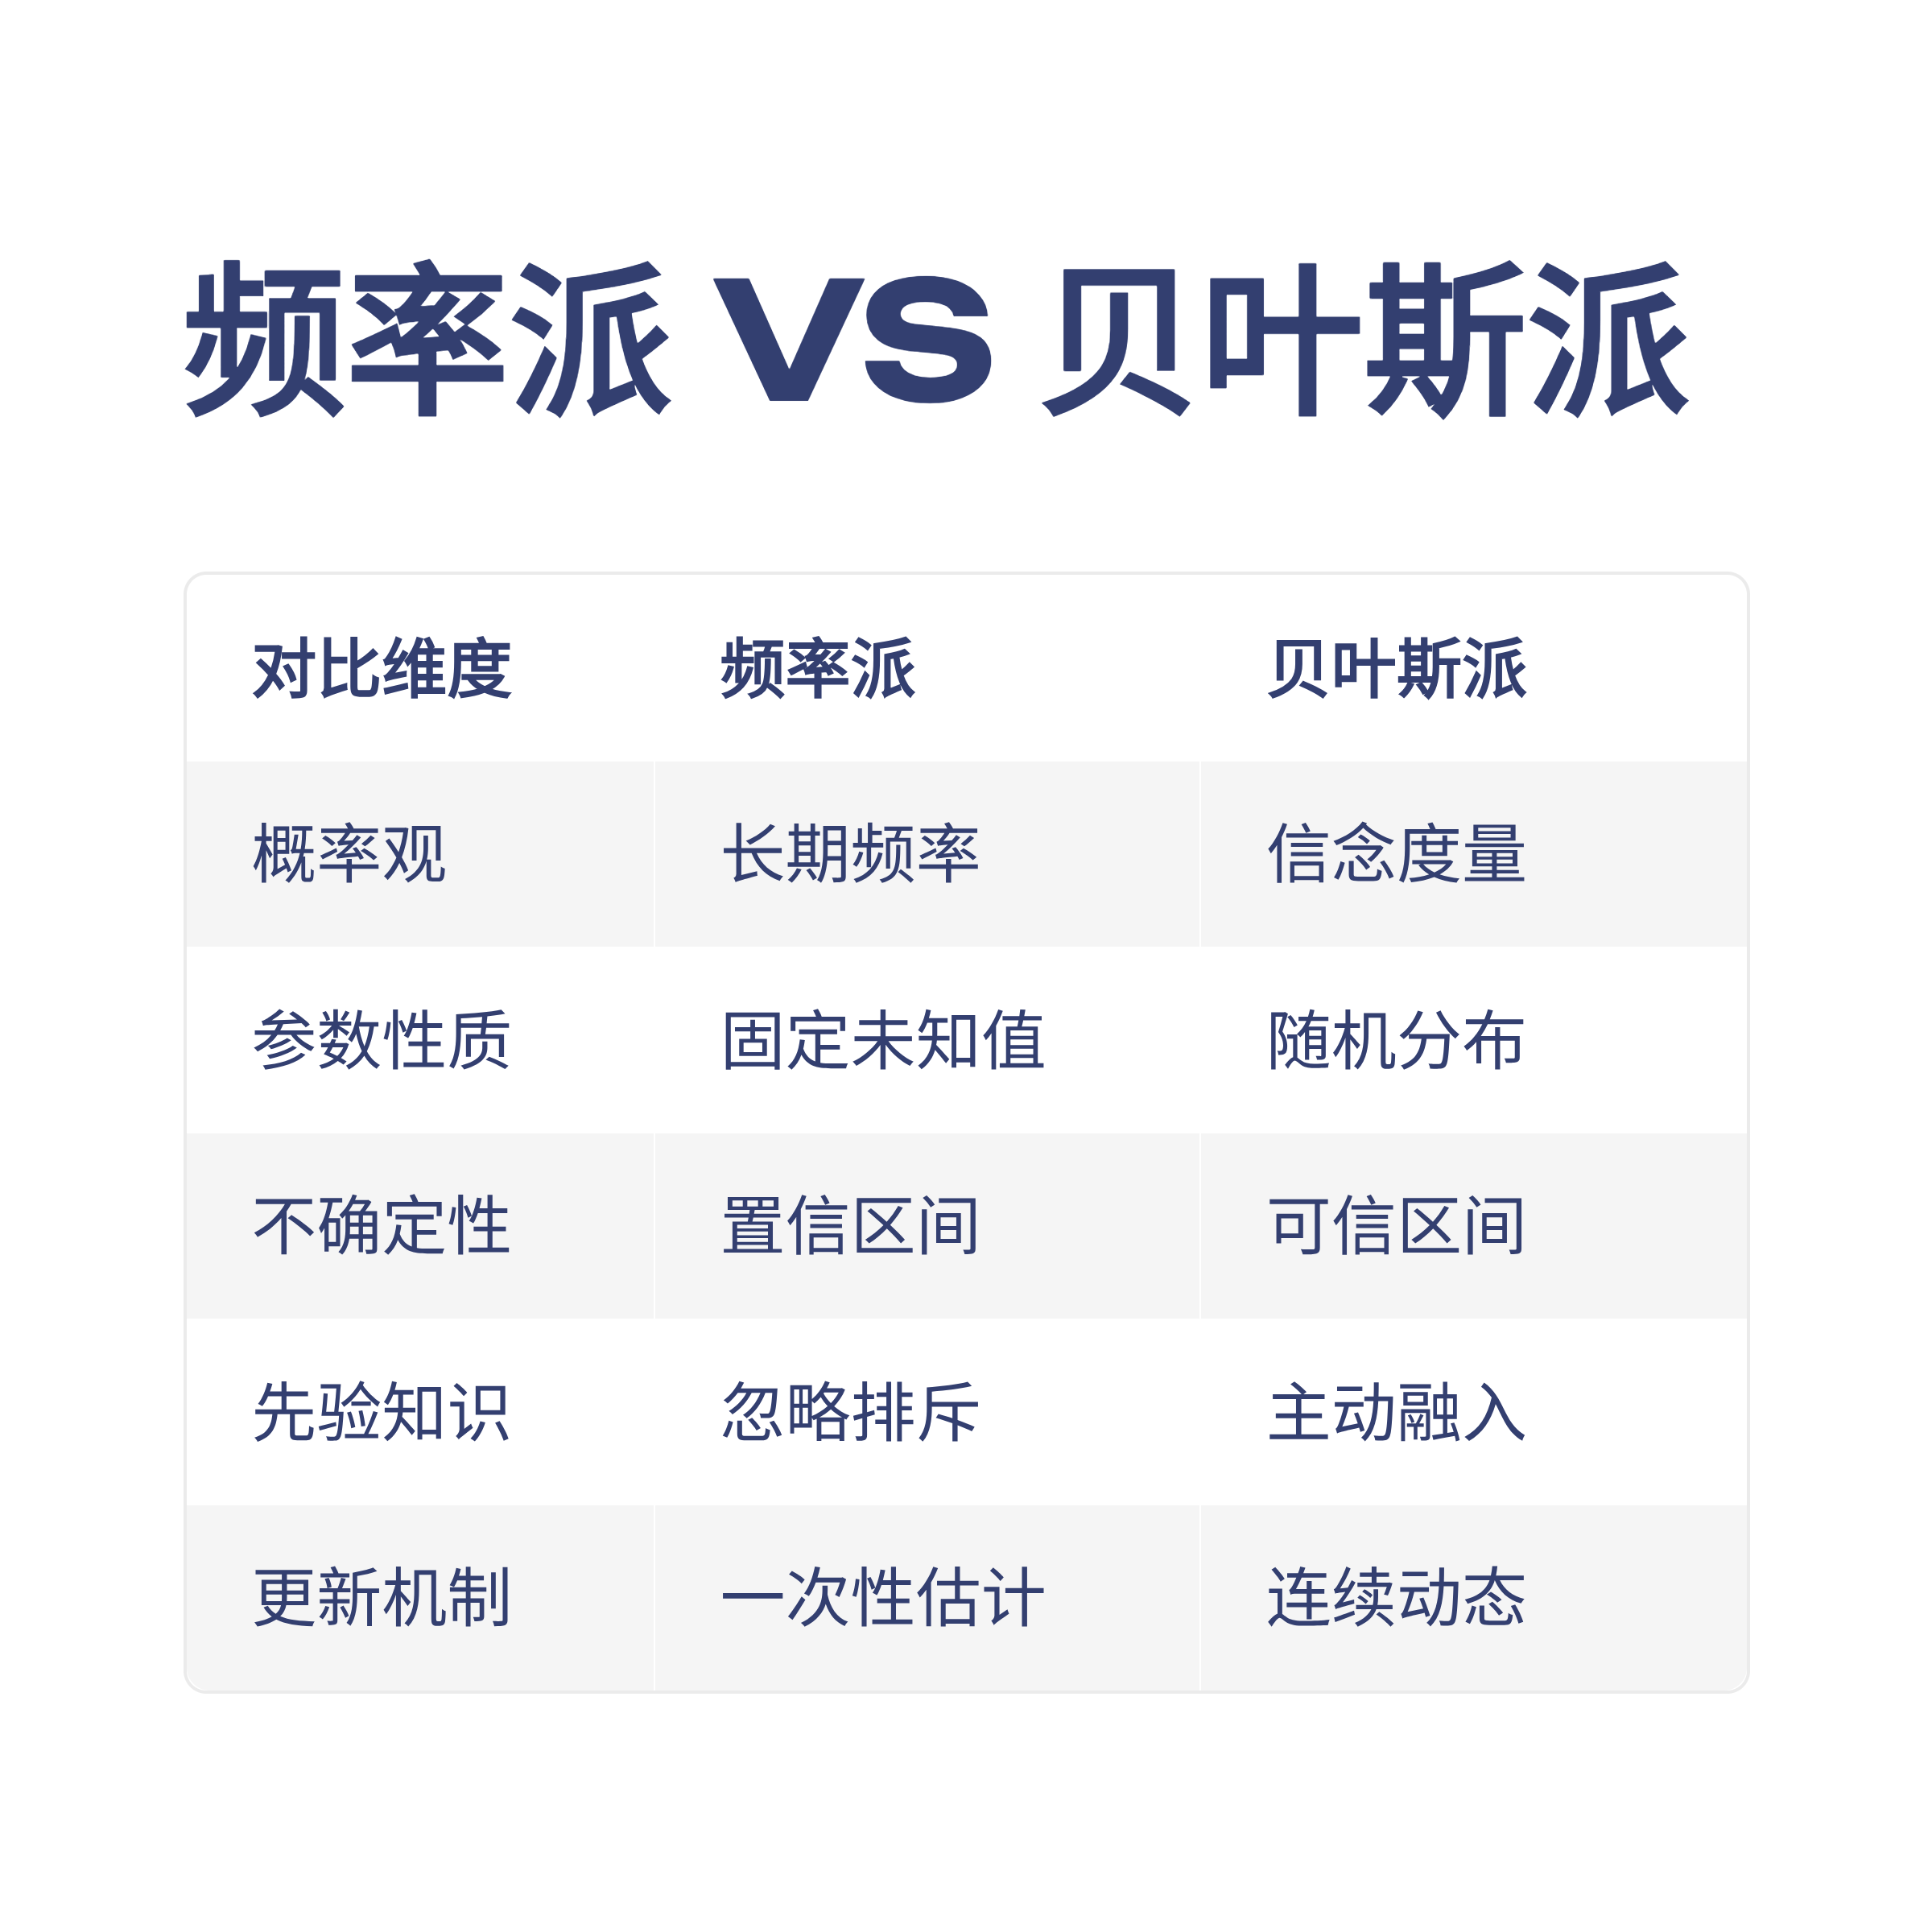 频率派 vs 贝叶斯派
对比维度 频率派 贝叶斯派
概率观 长期频率 信念度量
参数性质 固定未知值 随机分布
不确定性 置信区间 可信区间
先验知识 忽略排斥 主动融入
更新机制 一次性估计 连续动态